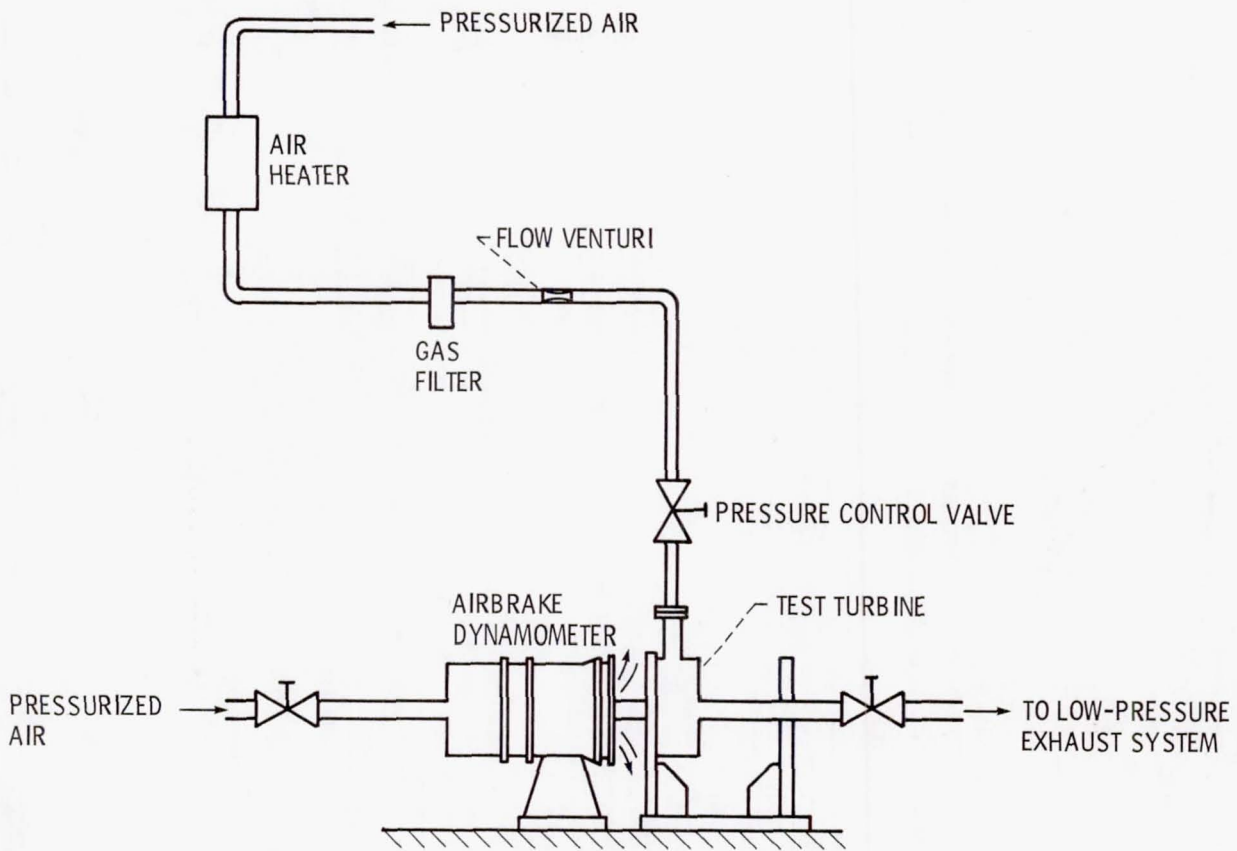 PRESSURIZED AIR
AIR
HEATER
FLOW VENTURI
GAS
FILTER
PRESSURE CONTROL VALVE
AIRBRAKE
DYNAMOMETER
TEST TURBINE
PRESSURIZED
AIR
TO LOW-PRESSURE
EXHAUST SYSTEM